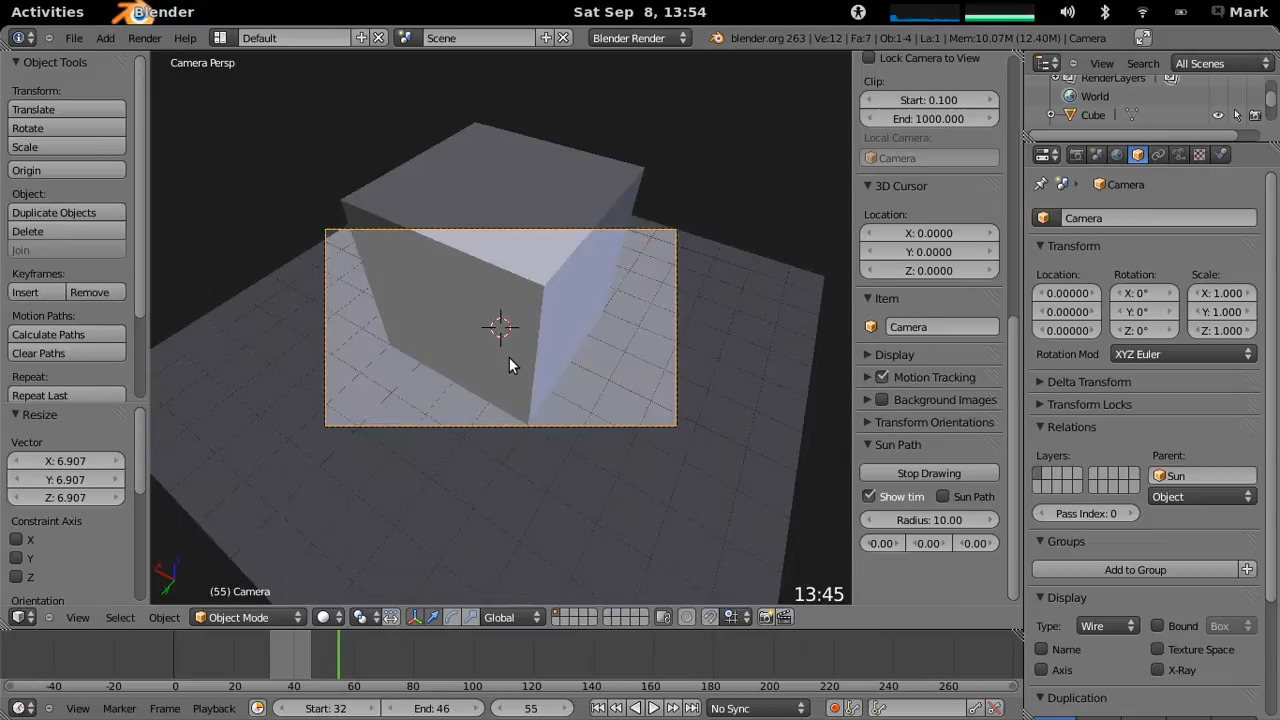 Activities
Blender
Sat Sep 8, 13:54
Mark
File
Add
Render
Help
Default
Scene
Blender Render
blender.org 263 | Ve:12 | Fa:7 | Ob:1-4 | La:1 | Mem:10.07M (12.40M) | Camera
Object Tools
Transform:
Translate
Rotate
Scale
Origin
Object:
Duplicate Objects
Delete
Join
Keyframes:
Insert
Remove
Motion Paths:
Calculate Paths
Clear Paths
Repeat:
Repeat Last
Resize
Vector
X: 6.907
Y: 6.907
Z: 6.907
Constraint Axis
X
Y
Z
Orientation
Camera Persp
(55) Camera
13:45
Lock Camera to View
Clip:
Start: 0.100
End: 1000.000
Local Camera:
Camera
3D Cursor
Location:
X: 0.0000
Y: 0.0000
Z: 0.0000
Item
Camera
Display
Motion Tracking
Background Images
Transform Orientations
Sun Path
Stop Drawing
Show tim
Sun Path
Radius: 10.00
0.00
0.00
0.00
View
Search
All Scenes
RenderLayers
World
Cube
Camera
Camera
Transform
Location:
Rotation:
Scale:
0.00000
X: 0°
X: 1.000
0.00000
Y: 0°
Y: 1.000
0.00000
Z: 0°
Z: 1.000
Rotation Mod
XYZ Euler
Delta Transform
Transform Locks
Relations
Layers:
Parent:
Sun
Object
Pass Index: 0
Groups
Add to Group
Display
Type:
Wire
Bound
Box
Name
Texture Space
Axis
X-Ray
Duplication
View
Select
Object
Object Mode
Global
-40
-20
0
20
40
60
80
100
120
140
160
180
200
220
240
260
View
Marker
Frame
Playback
Start: 32
End: 46
55
No Sync